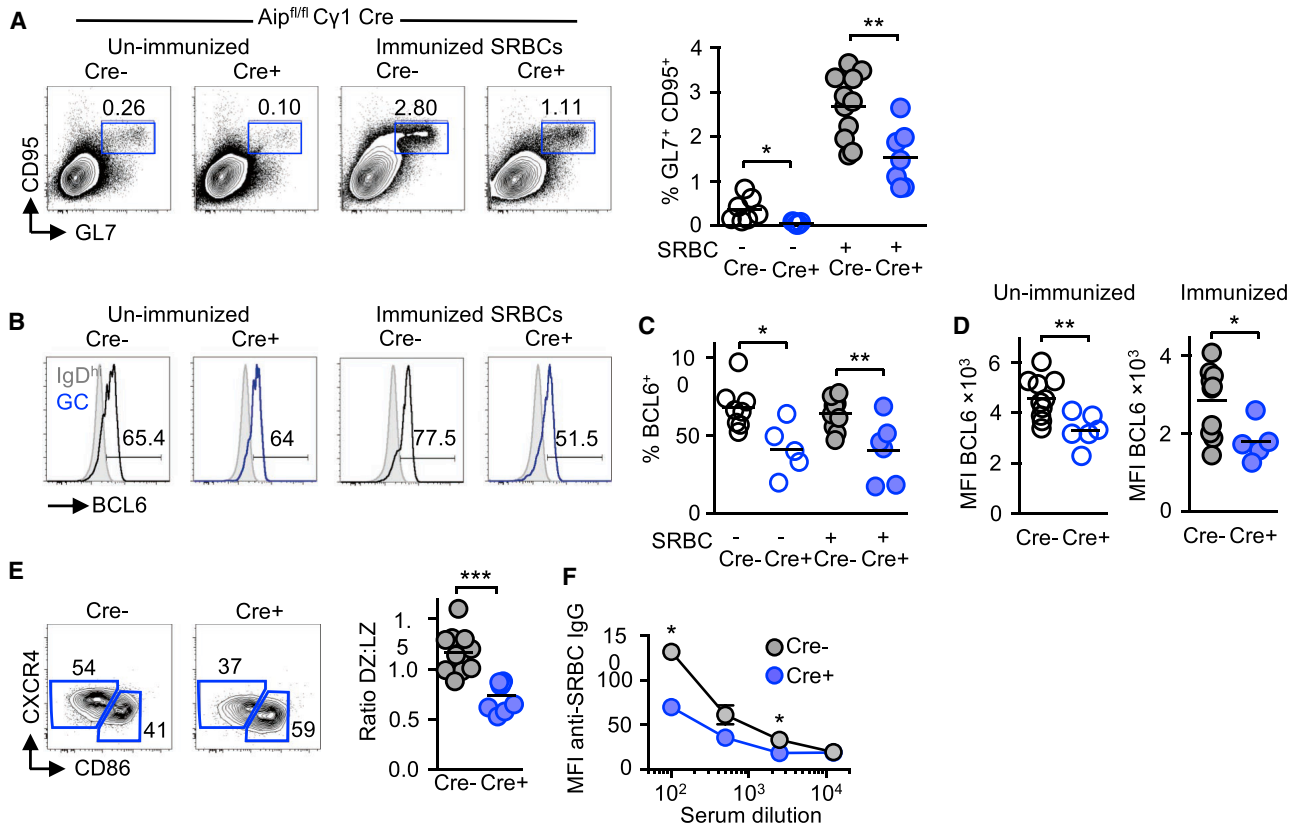 A
Aipfl/fl Cγ1 Cre
Un-immunized
Immunized SRBCs
Cre-
Cre+
Cre-
Cre+
0.26
0.10
2.80
1.11
CD95
GL7
% GL7+ CD95+
4
3
2
1
0
*
**
SRBC - - + +
Cre- Cre+ Cre- Cre+
B
Un-immunized
Immunized SRBCs
Cre-
Cre+
Cre-
Cre+
IgDhi
GC
65.4
64
77.5
51.5
BCL6
C
% BCL6+
10
0
50
0
*
**
SRBC - - + +
Cre- Cre+ Cre- Cre+
D
Un-immunized
Immunized
MFI BCL6 ×103
6
4
2
0
**
Cre- Cre+
MFI BCL6 ×103
4
2
0
*
Cre- Cre+
E
Cre-
Cre+
54
41
37
59
CXCR4
CD86
Ratio DZ:LZ
1.
5
1.0
0.5
0.0
***
Cre- Cre+
F
MFI anti-SRBC IgG
15
0
100
50
0
*
*
Cre-
Cre+
102
103
104
Serum dilution